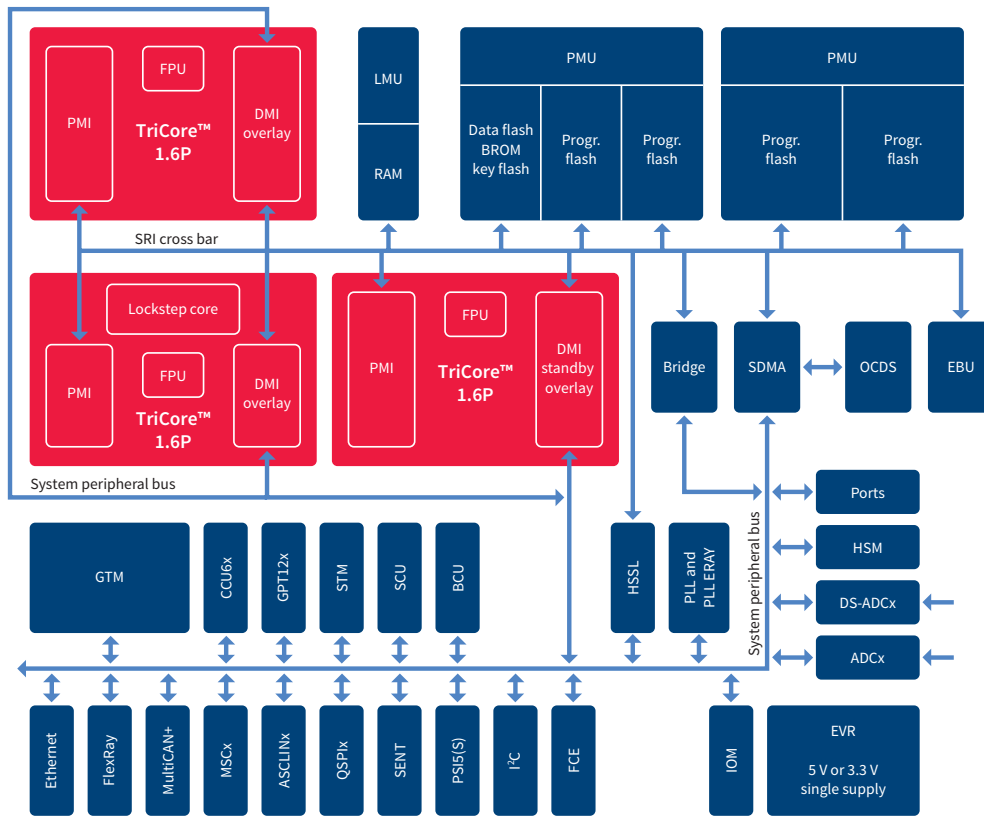 FPU
PMI
TriCore™
1.6P
DMI
overlay
LMU
RAM
PMU
Data flash
BROM
key flash
Progr.
flash
Progr.
flash
PMU
Progr.
flash
Progr.
flash
SRI cross bar
Lockstep core
PMI
FPU
TriCore™
1.6P
DMI
overlay
PMI
FPU
TriCore™
1.6P
DMI
standby
overlay
Bridge
SDMA
OCDS
EBU
System peripheral bus
System peripheral bus
Ports
HSM
DS-ADCx
ADCx
GTM
CCU6x
GPT12x
STM
SCU
BCU
HSSL
PLL and
PLL ERAY
Ethernet
FlexRay
MultiCAN+
MSCx
ASCLINx
QSPIx
SENT
PSI5(S)
I²C
FCE
IOM
EVR
5 V or 3.3 V
single supply